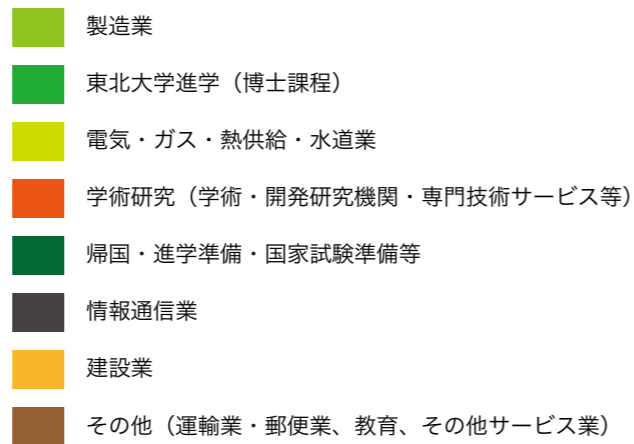 製造業
東北大学進学（博士課程）
電気・ガス・熱供給・水道業
学術研究（学術・開発研究機関・専門技術サービス等）
帰国・進学準備・国家試験準備等
情報通信業
建設業
その他（運輸業・郵便業、教育、その他サービス業）